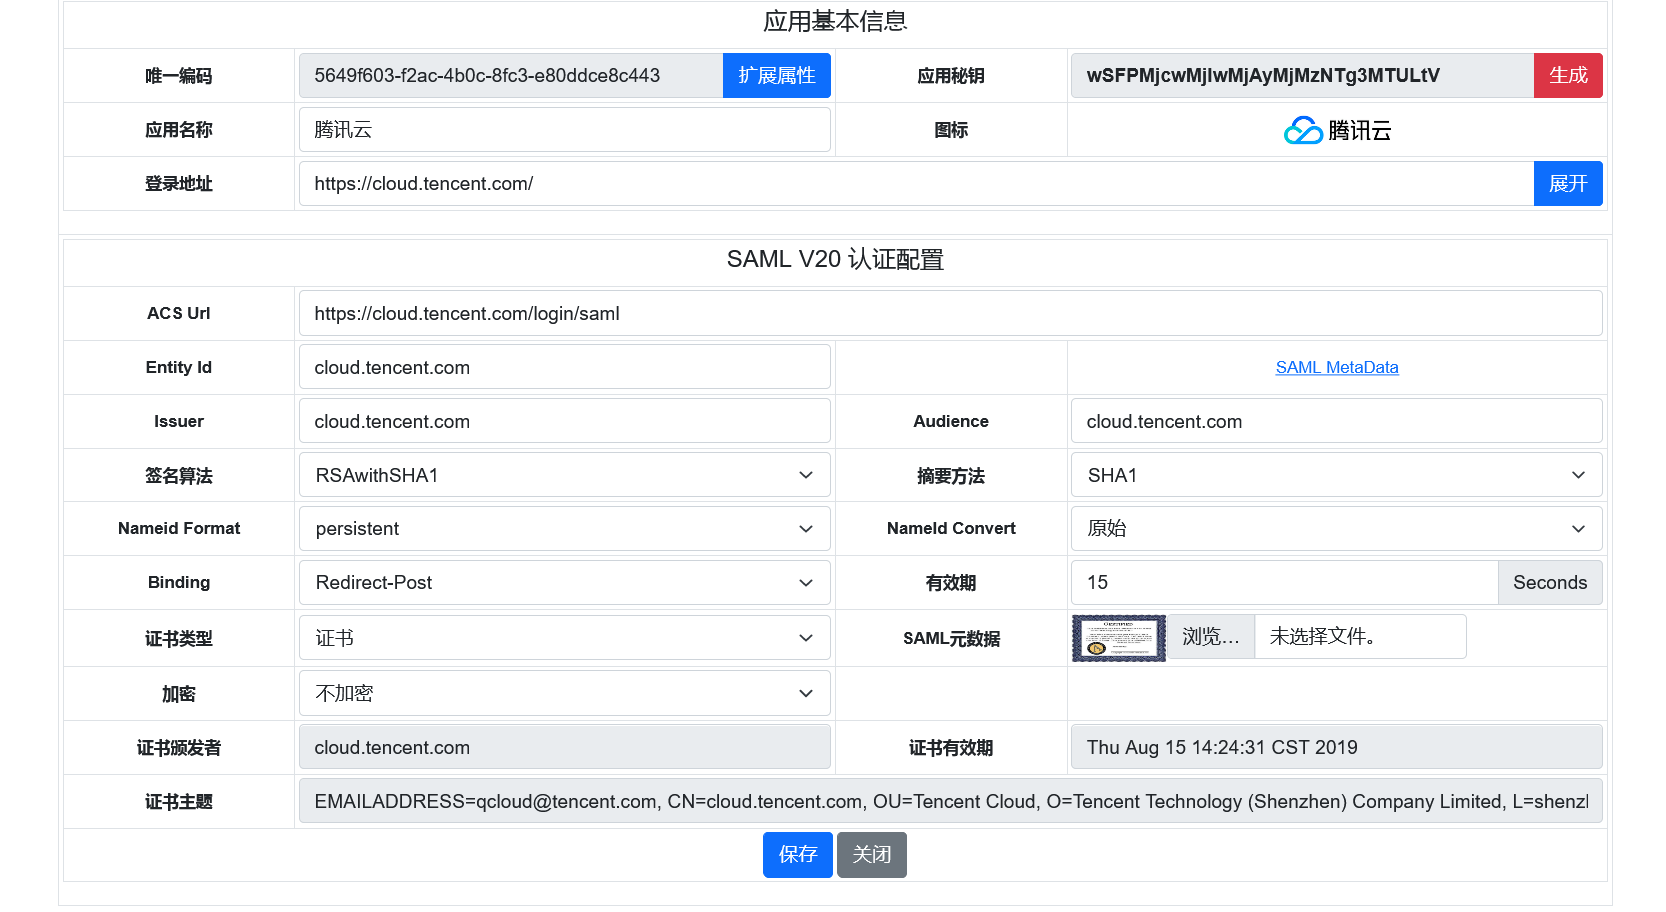 应用基本信息
唯一编码 5649f603-f2ac-4b0c-8fc3-e80ddce8c443 扩展属性 应用秘钥 wSFPMjcwMjIwMjAyMjMzNTg3MTULtV 生成
应用名称 腾讯云 图标 腾讯云
登录地址 https://cloud.tencent.com/ 展开
SAML V20 认证配置
ACS Url https://cloud.tencent.com/login/saml
Entity Id cloud.tencent.com SAML MetaData
Issuer cloud.tencent.com Audience cloud.tencent.com
签名算法 RSAwithSHA1 摘要方法 SHA1
Nameid Format persistent NameId Convert 原始
Binding Redirect-Post 有效期 15 Seconds
证书类型 证书 SAML元数据 浏览... 未选择文件。
加密 不加密
证书颁发者 cloud.tencent.com 证书有效期 Thu Aug 15 14:24:31 CST 2019
证书主题 EMAILADDRESS=qcloud@tencent.com, CN=cloud.tencent.com, OU=Tencent Cloud, O=Tencent Technology (Shenzhen) Company Limited, L=shenzl
保存 关闭